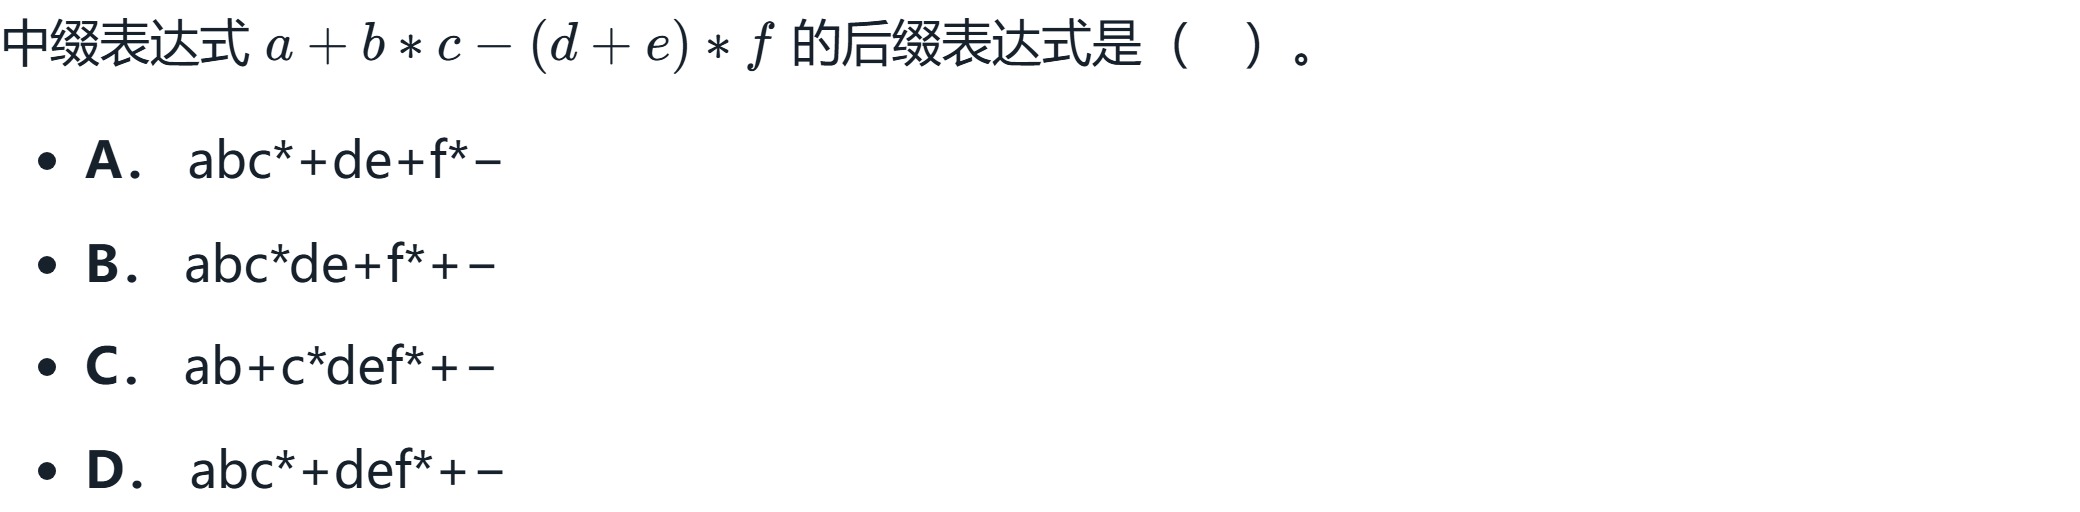 中缀表达式 a + b * c − (d + e) * f 的后缀表达式是（　）。
• A. abc*+de+f*−
• B. abc*de+f*+−
• C. ab+c*def*+−
• D. abc*+def*+−